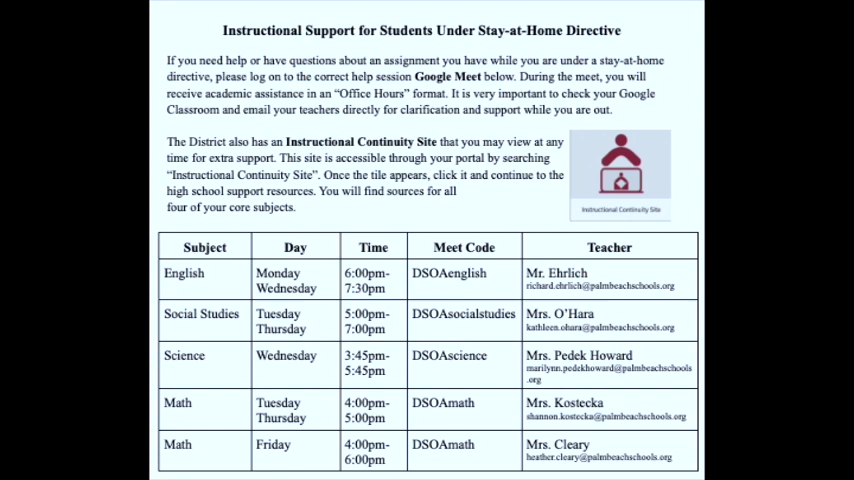 Instructional Support for Students Under Stay-at-Home Directive
If you need help or have questions about an assignment you have while you are under a stay-at-home
directive, please log on to the correct help session Google Meet below. During the meet, you will
receive academic assistance in an “Office Hours” format. It is very important to check your Google
Classroom and email your teachers directly for clarification and support while you are out.
The District also has an Instructional Continuity Site that you may view at any
time for extra support. This site is accessible through your portal by searching
“Instructional Continuity Site”. Once the tile appears, click it and continue to the
high school support resources. You will find sources for all
four of your core subjects.
Instructional Continuity Site
Subject Day Time Meet Code Teacher
English Monday 6:00pm- DSOAenglish Mr. Ehrlich
Wednesday 7:30pm richard.ehrlich@palmbeachschools.org
Social Studies Tuesday 5:00pm- DSOAsocialstudies Mrs. O’Hara
Thursday 7:00pm kathleen.ohara@palmbeachschools.org
Science Wednesday 3:45pm- DSOAscience Mrs. Pedek Howard
5:45pm marilynn.pedekhoward@palmbeachschools
.org
Math Tuesday 4:00pm- DSOAmath Mrs. Kostecka
Thursday 5:00pm shannon.kostecka@palmbeachschools.org
Math Friday 4:00pm- DSOAmath Mrs. Cleary
6:00pm heather.cleary@palmbeachschools.org